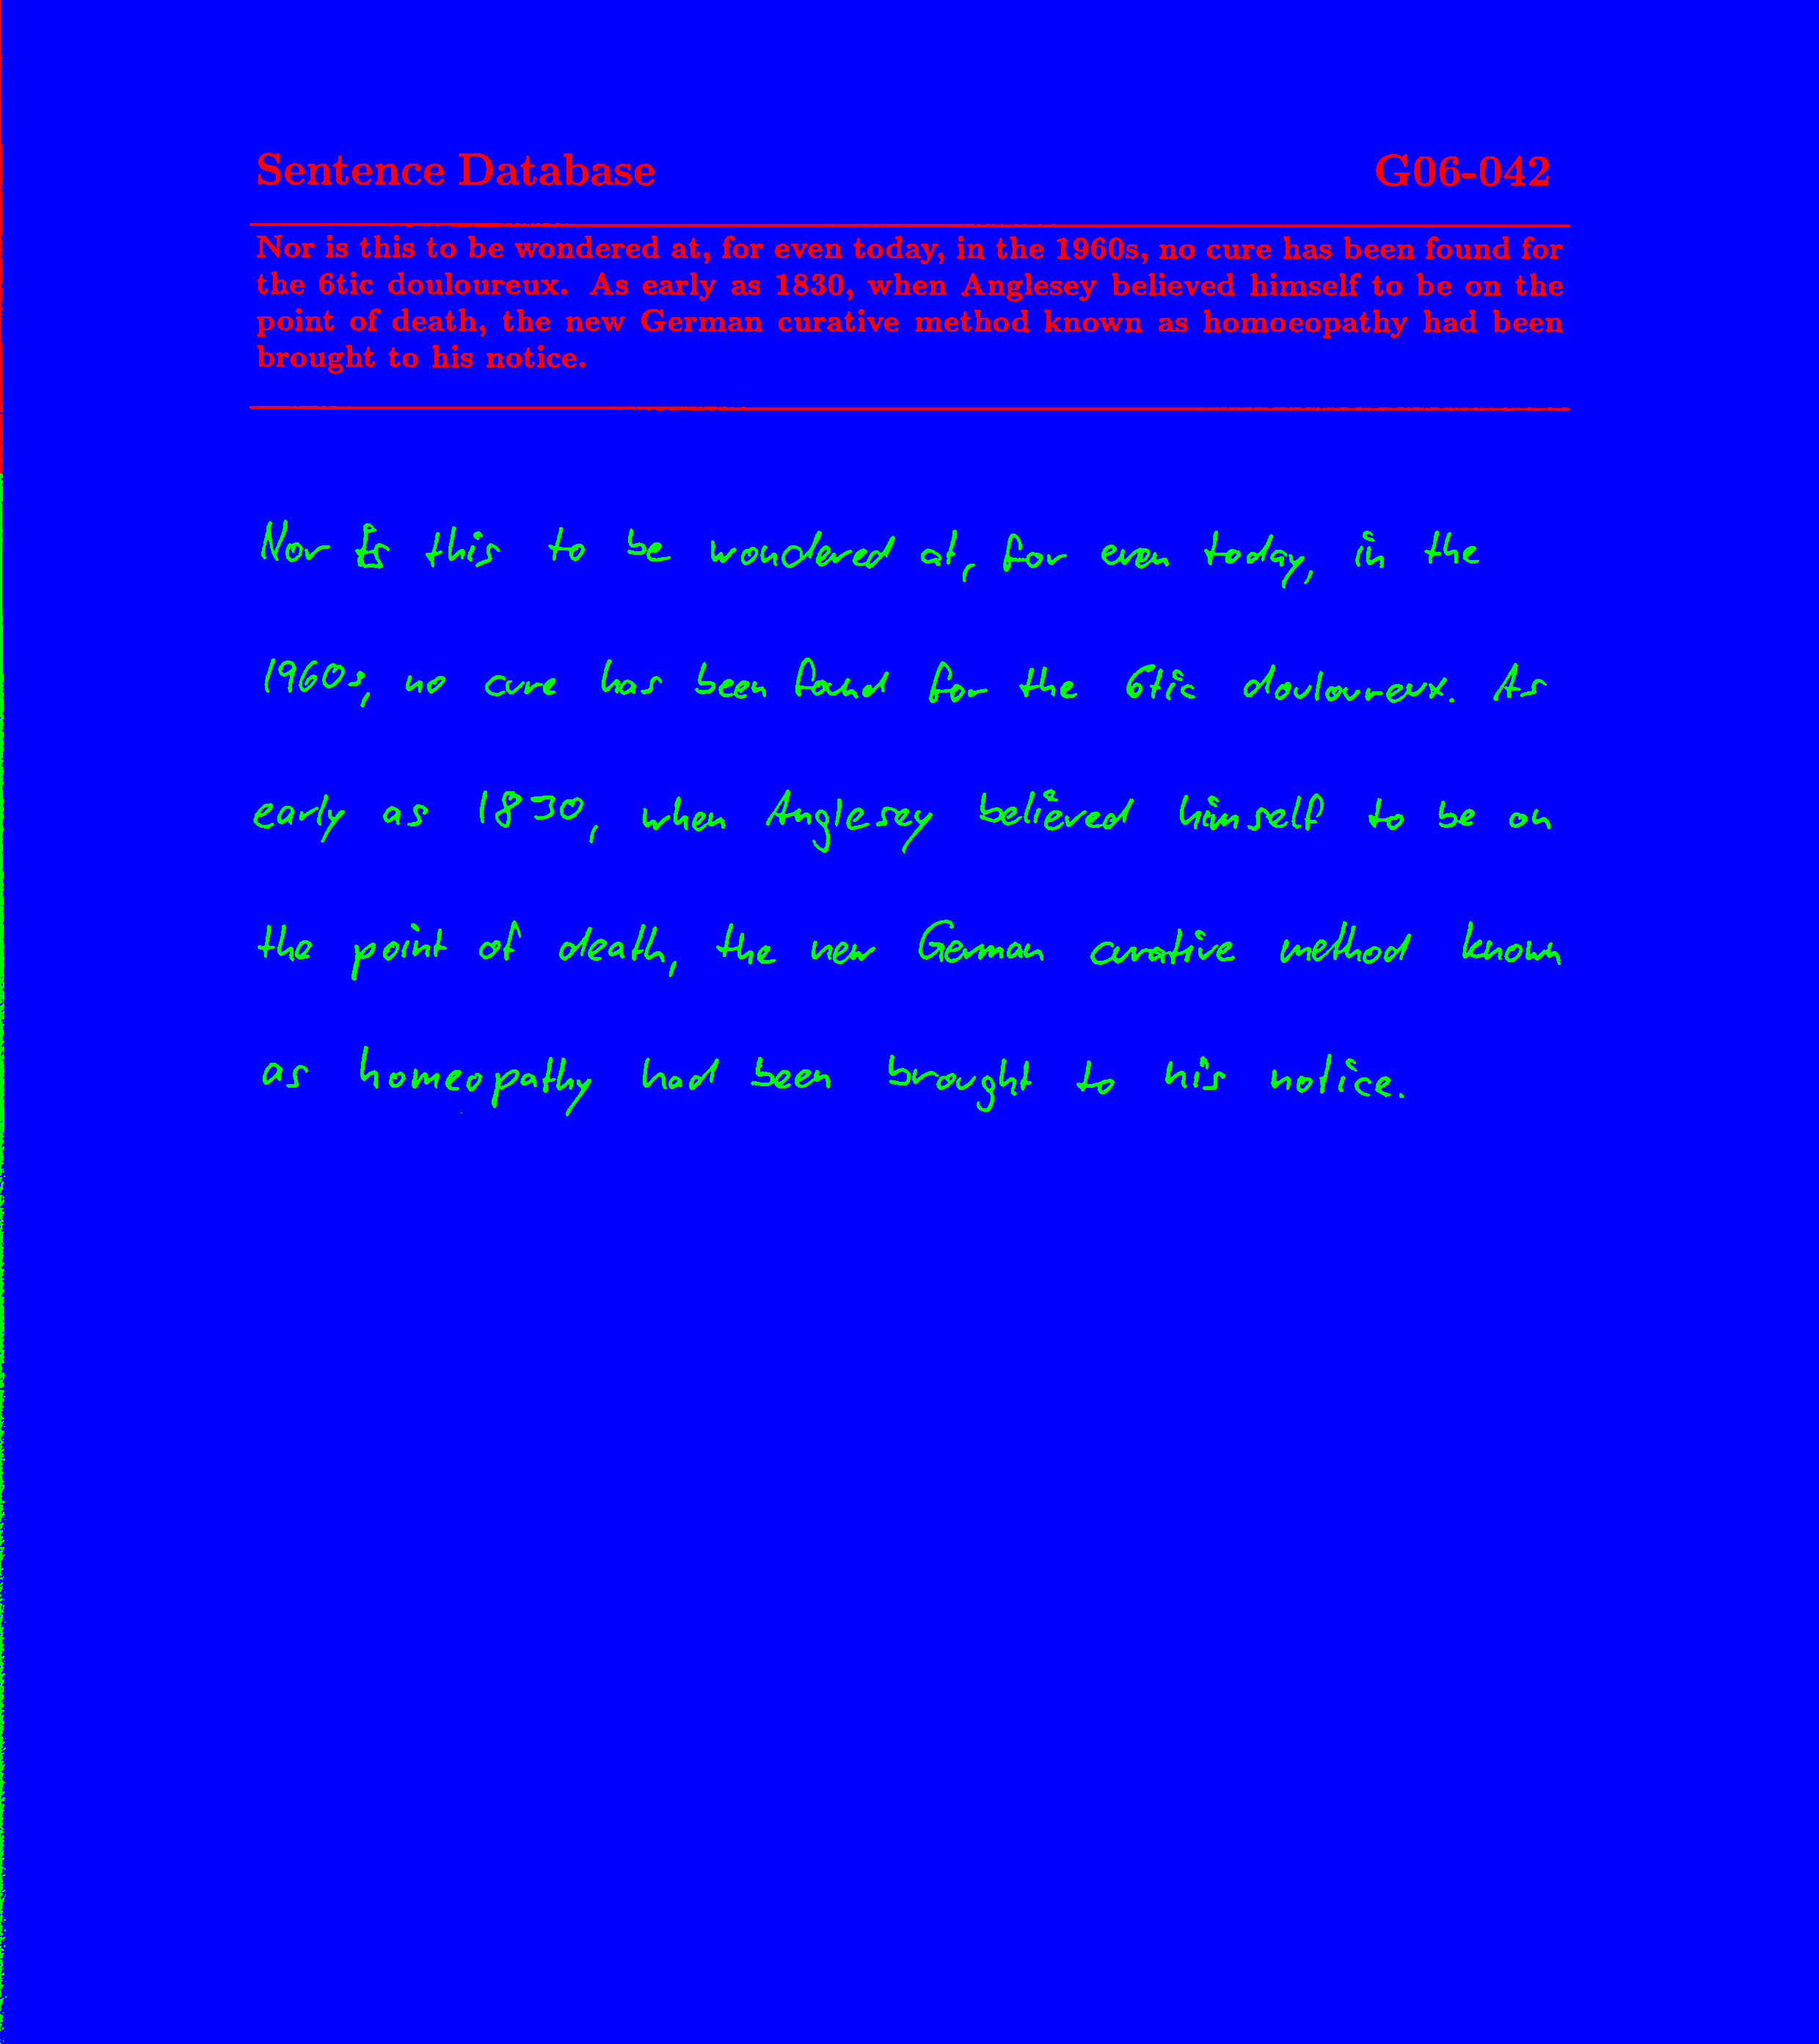 Sentence Database G06-042
Nor is this to be wondered at, for even today, in the 1960s, no cure has been found for
the 6tic douloureux. As early as 1830, when Anglesey believed himself to be on the
point of death, the new German curative method known as homoeopathy had been
brought to his notice.
Nor Is this to be wondered at, for even today, in the
1960s, no cure has been found for the 6tic douloureux. As
early as 1830, when Anglesey believed himself to be on
the point of death, the new German curative method known
as homeopathy had been brought to his notice.